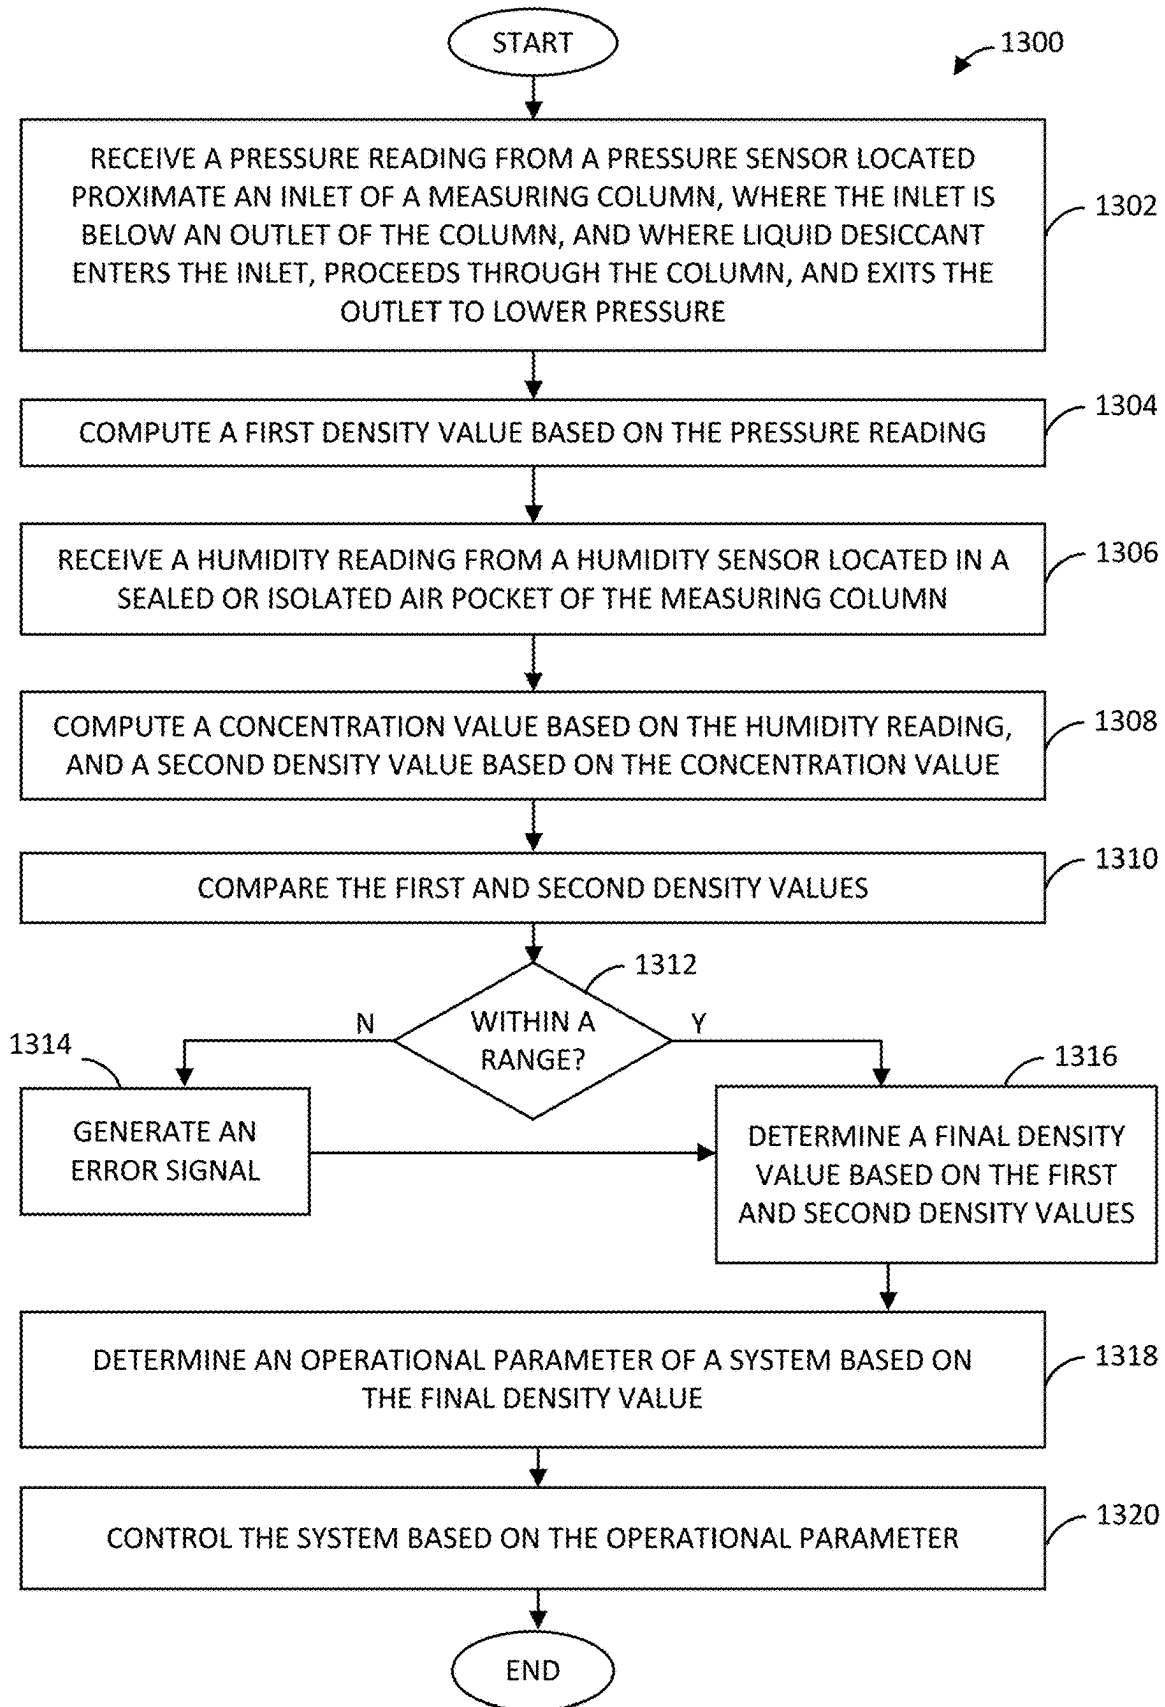 START
1300
RECEIVE A PRESSURE READING FROM A PRESSURE SENSOR LOCATED
PROXIMATE AN INLET OF A MEASURING COLUMN, WHERE THE INLET IS
BELOW AN OUTLET OF THE COLUMN, AND WHERE LIQUID DESICCANT
ENTERS THE INLET, PROCEEDS THROUGH THE COLUMN, AND EXITS THE
OUTLET TO LOWER PRESSURE
1302
COMPUTE A FIRST DENSITY VALUE BASED ON THE PRESSURE READING
1304
RECEIVE A HUMIDITY READING FROM A HUMIDITY SENSOR LOCATED IN A
SEALED OR ISOLATED AIR POCKET OF THE MEASURING COLUMN
1306
COMPUTE A CONCENTRATION VALUE BASED ON THE HUMIDITY READING,
AND A SECOND DENSITY VALUE BASED ON THE CONCENTRATION VALUE
1308
COMPARE THE FIRST AND SECOND DENSITY VALUES
1310
WITHIN A
RANGE?
1312
N
Y
1314
GENERATE AN
ERROR SIGNAL
1316
DETERMINE A FINAL DENSITY
VALUE BASED ON THE FIRST
AND SECOND DENSITY VALUES
DETERMINE AN OPERATIONAL PARAMETER OF A SYSTEM BASED ON
THE FINAL DENSITY VALUE
1318
CONTROL THE SYSTEM BASED ON THE OPERATIONAL PARAMETER
1320
END